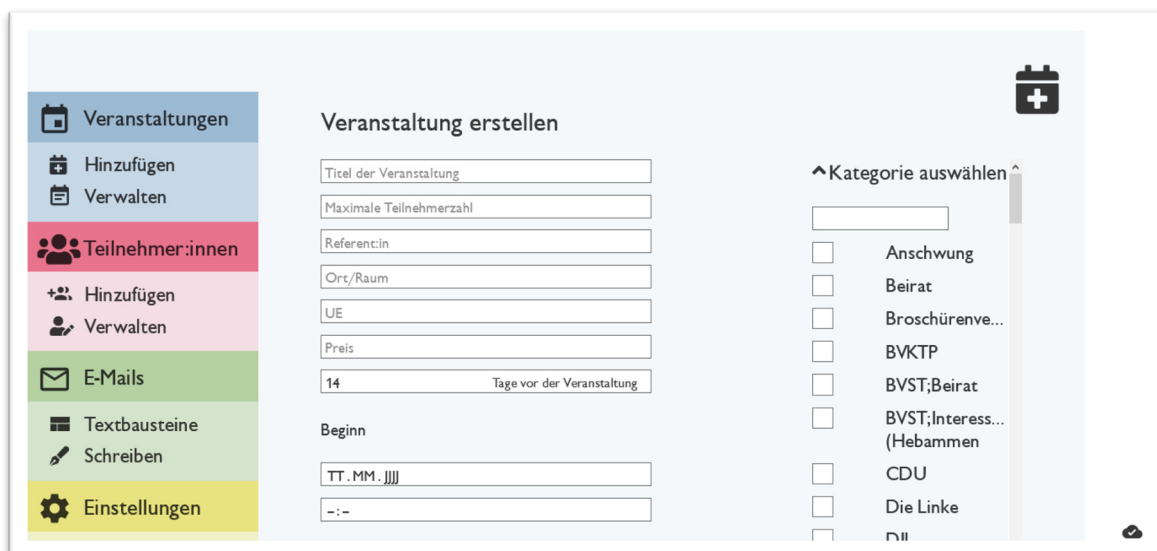 Veranstaltungen
Hinzufügen
Verwalten
Teilnehmer:innen
Hinzufügen
Verwalten
E-Mails
Textbausteine
Schreiben
Einstellungen
Veranstaltung erstellen
Titel der Veranstaltung
Maximale Teilnehmerzahl
Referent:in
Ort/Raum
UE
Preis
14 Tage vor der Veranstaltung
Beginn
TT.MM.JJJJ
-:-
Kategorie auswählen
Anschwung
Beirat
Broschürenve...
BVKTP
BVST;Beirat
BVST;Interess...
(Hebammen
CDU
Die Linke